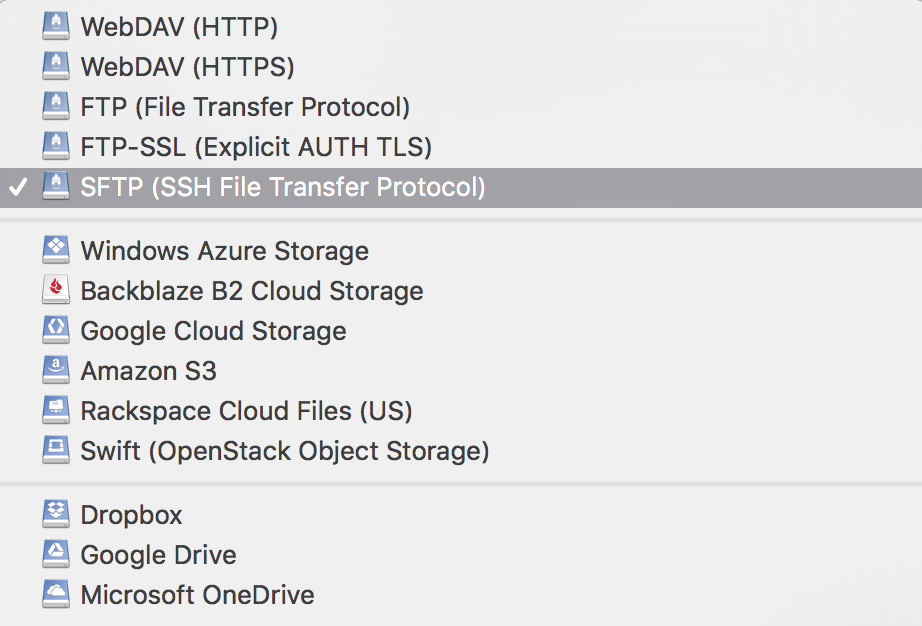 WebDAV (HTTP)
WebDAV (HTTPS)
FTP (File Transfer Protocol)
FTP-SSL (Explicit AUTH TLS)
SFTP (SSH File Transfer Protocol)
Windows Azure Storage
Backblaze B2 Cloud Storage
Google Cloud Storage
Amazon S3
Rackspace Cloud Files (US)
Swift (OpenStack Object Storage)
Dropbox
Google Drive
Microsoft OneDrive